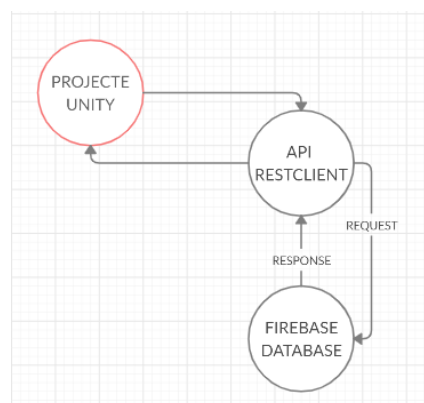 PROJECTE
UNITY
API
RESTCLIENT
REQUEST
RESPONSE
FIREBASE
DATABASE